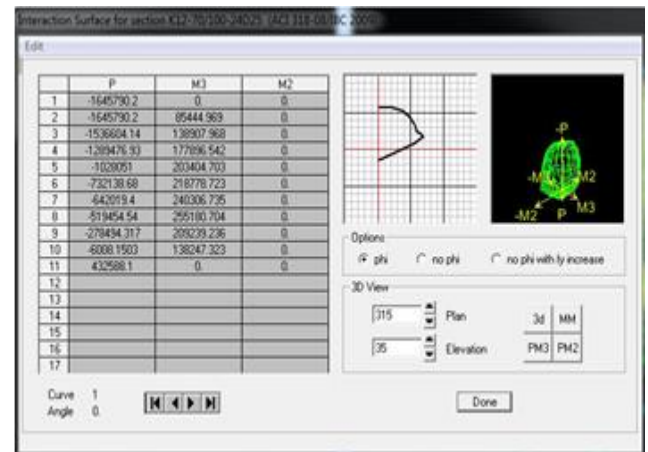 Interaction Surface for section K12-70/100-24D25 (ACI 318-08/IBC 2009)
Edit
P M3 M2
1 -1645790.2 0. 0.
2 -1645790.2 85444.969 0.
3 -1536604.14 138907.968 0.
4 -1289476.93 177896.542 0.
5 -1028051 203404.703 0.
6 -732138.68 218778.723 0.
7 -642019.4 240306.735 0.
8 -519454.54 255180.704 0.
9 -278494.317 209239.236 0.
10 -6008.1503 138247.323 0.
11 432588.1 0. 0.
12
13
14
15
16
17
Curve 1
Angle 0.
-P
-M M2
-M2 P M3
Options
phi no phi no phi with fy increase
3D View
315 Plan
35 Elevation
3d MM
PM3 PM2
Done